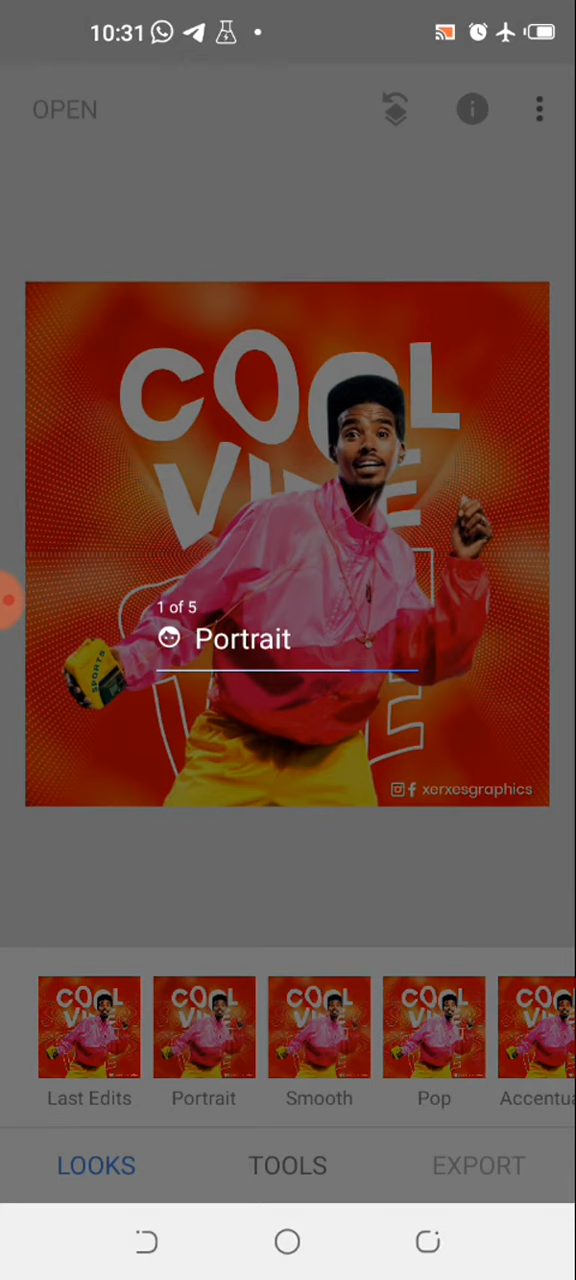 10:31
OPEN
COOL
VIBE
SPORTS
1 of 5
Portrait
xerxesgraphics
Last Edits Portrait Smooth Pop Accentua
LOOKS TOOLS EXPORT